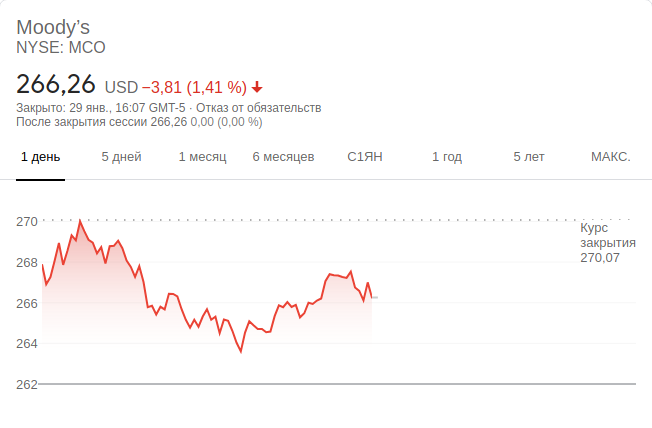 Moody’s
NYSE: MCO
266,26 USD −3,81 (1,41 %)
Закрыто: 29 янв., 16:07 GMT-5 · Отказ от обязательств
После закрытия сессии 266,26 0,00 (0,00 %)
1 день 5 дней 1 месяц 6 месяцев С1ЯН 1 год 5 лет МАКС.
270
Курс
закрытия
270,07
268
266
264
262